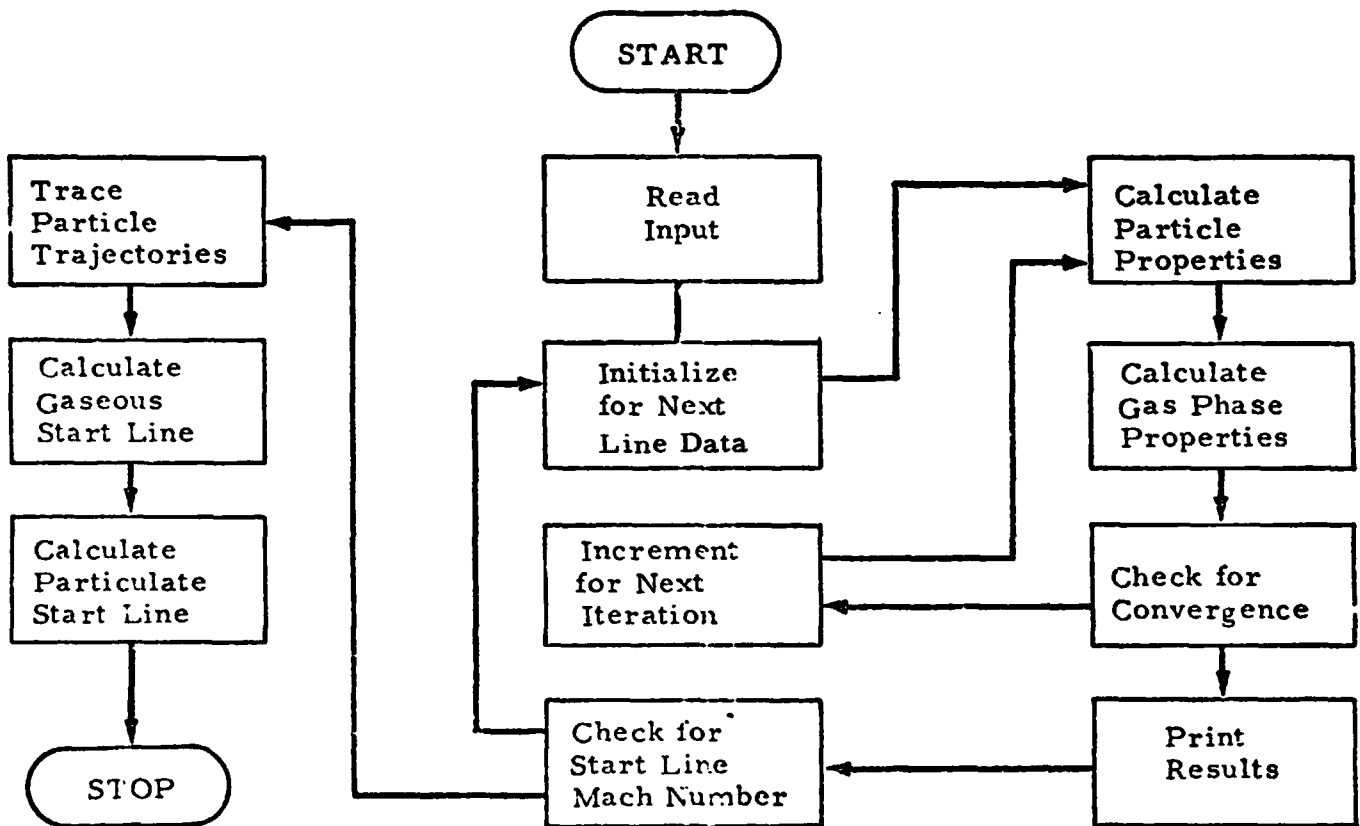 START
Read
Input
Initialize
for Next
Line Data
Increment
for Next
Iteration
Check for
Start Line
Mach Number
Calculate
Particle
Properties
Calculate
Gas Phase
Properties
Check for
Convergence
Print
Results
Trace
Particle
Trajectories
Calculate
Gaseous
Start Line
Calculate
Particulate
Start Line
STOP